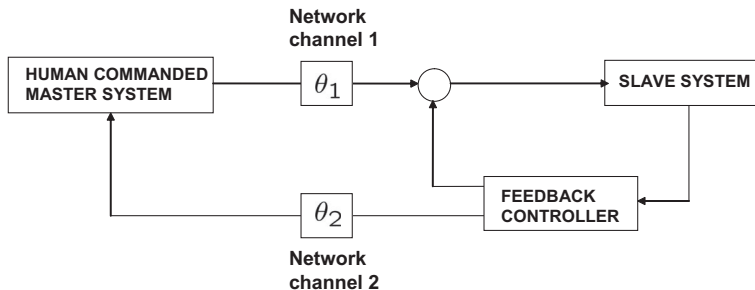 Network
channel 1
HUMAN COMMANDED
MASTER SYSTEM
θ1
SLAVE SYSTEM
FEEDBACK
CONTROLLER
θ2
Network
channel 2